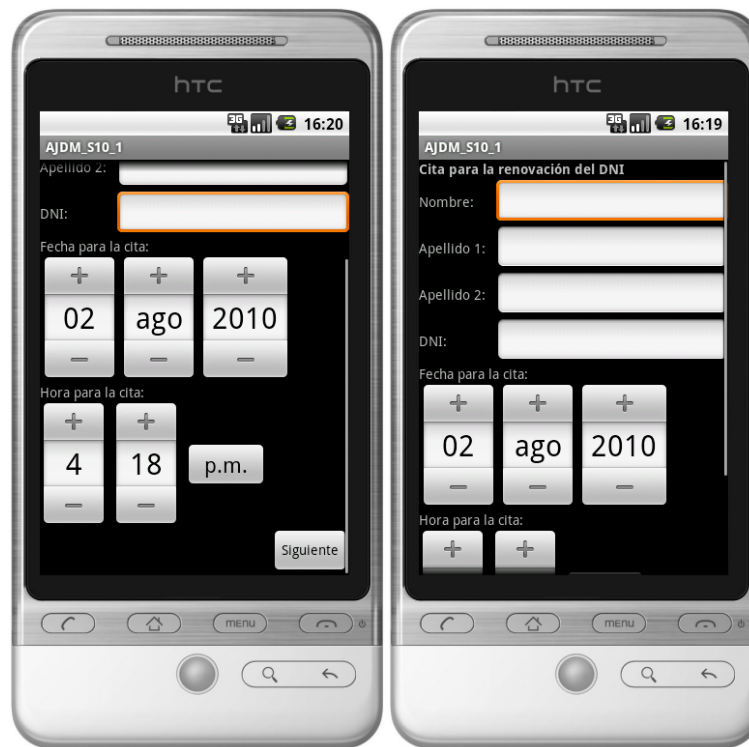 hTC
3G 16:20
AJDM_S10_1
Apellido 2:
DNI:
Fecha para la cita:
+ + +
02 ago 2010
− − −
Hora para la cita:
+ +
4 18 p.m.
− −
Siguiente
MENU
hTC
3G 16:19
AJDM_S10_1
Cita para la renovación del DNI
Nombre:
Apellido 1:
Apellido 2:
DNI:
Fecha para la cita:
+ + +
02 ago 2010
− − −
Hora para la cita:
+ +
MENU